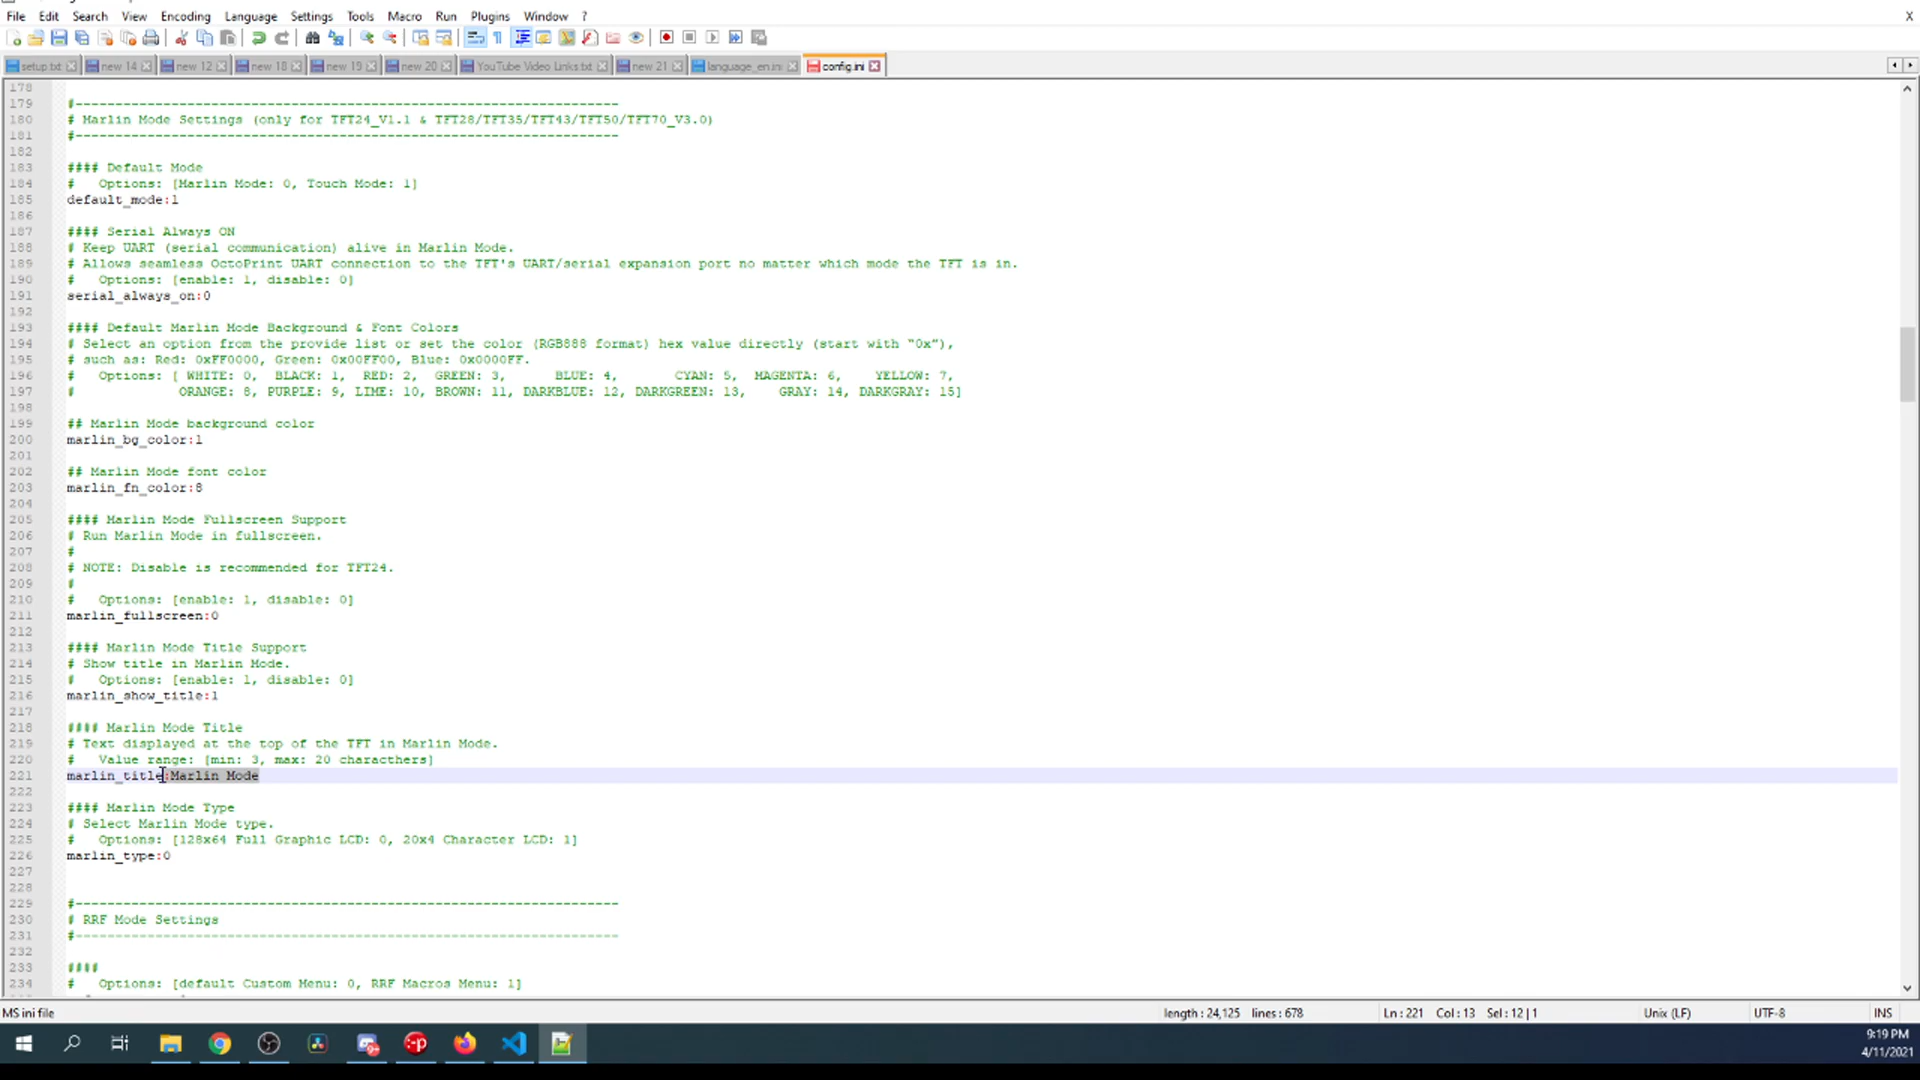 File Edit Search View Encoding Language Settings Tools Macro Run Plugins Window ? X
setup.txt new 14 new 12 new 18 new 19 new 20 YouTube Video Links.txt new 21 language_en.ini config.ini
178
179 #--------------------------------------------------------------------
180 # Marlin Mode Settings (only for TFT24_V1.1 & TFT28/TFT35/TFT43/TFT50/TFT70_V3.0)
181 #--------------------------------------------------------------------
182
183 #### Default Mode
184 #   Options: [Marlin Mode: 0, Touch Mode: 1]
185 default_mode:1
186
187 #### Serial Always ON
188 # Keep UART (serial communication) alive in Marlin Mode.
189 # Allows seamless OctoPrint UART connection to the TFT's UART/serial expansion port no matter which mode the TFT is in.
190 #   Options: [enable: 1, disable: 0]
191 serial_always_on:0
192
193 #### Default Marlin Mode Background & Font Colors
194 # Select an option from the provide list or set the color (RGB888 format) hex value directly (start with "0x"),
195 # such as: Red: 0xFF0000, Green: 0x00FF00, Blue: 0x0000FF.
196 #   Options: [ WHITE: 0,  BLACK: 1,  RED: 2,  GREEN: 3,      BLUE: 4,       CYAN: 5,  MAGENTA: 6,    YELLOW: 7,
197 #             ORANGE: 8, PURPLE: 9, LIME: 10, BROWN: 11, DARKBLUE: 12, DARKGREEN: 13,    GRAY: 14, DARKGRAY: 15]
198
199 ## Marlin Mode background color
200 marlin_bg_color:1
201
202 ## Marlin Mode font color
203 marlin_fn_color:8
204
205 #### Marlin Mode Fullscreen Support
206 # Run Marlin Mode in fullscreen.
207 #
208 # NOTE: Disable is recommended for TFT24.
209 #
210 #   Options: [enable: 1, disable: 0]
211 marlin_fullscreen:0
212
213 #### Marlin Mode Title Support
214 # Show title in Marlin Mode.
215 #   Options: [enable: 1, disable: 0]
216 marlin_show_title:1
217
218 #### Marlin Mode Title
219 # Text displayed at the top of the TFT in Marlin Mode.
220 #   Value range: [min: 3, max: 20 characthers]
221 marlin_title:Marlin Mode
222
223 #### Marlin Mode Type
224 # Select Marlin Mode type.
225 #   Options: [128x64 Full Graphic LCD: 0, 20x4 Character LCD: 1]
226 marlin_type:0
227
228
229 #--------------------------------------------------------------------
230 # RRF Mode Settings
231 #--------------------------------------------------------------------
232
233 ####
234 #   Options: [default Custom Menu: 0, RRF Macros Menu: 1]
MS ini file length : 24,125 lines : 678 Ln : 221 Col : 13 Sel : 12 | 1 Unix (LF) UTF-8 INS
9:19 PM
4/11/2021